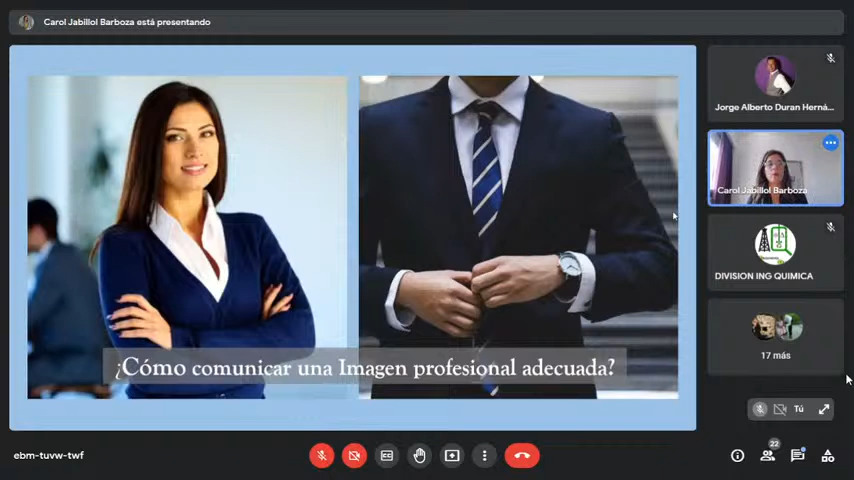 Carol Jabillol Barboza está presentando
Jorge Alberto Duran Herná...
Carol Jabillol Barboza
DIVISION ING QUIMICA
17 más
¿Cómo comunicar una Imagen profesional adecuada?
Tú
ebm-tuvw-twf
22